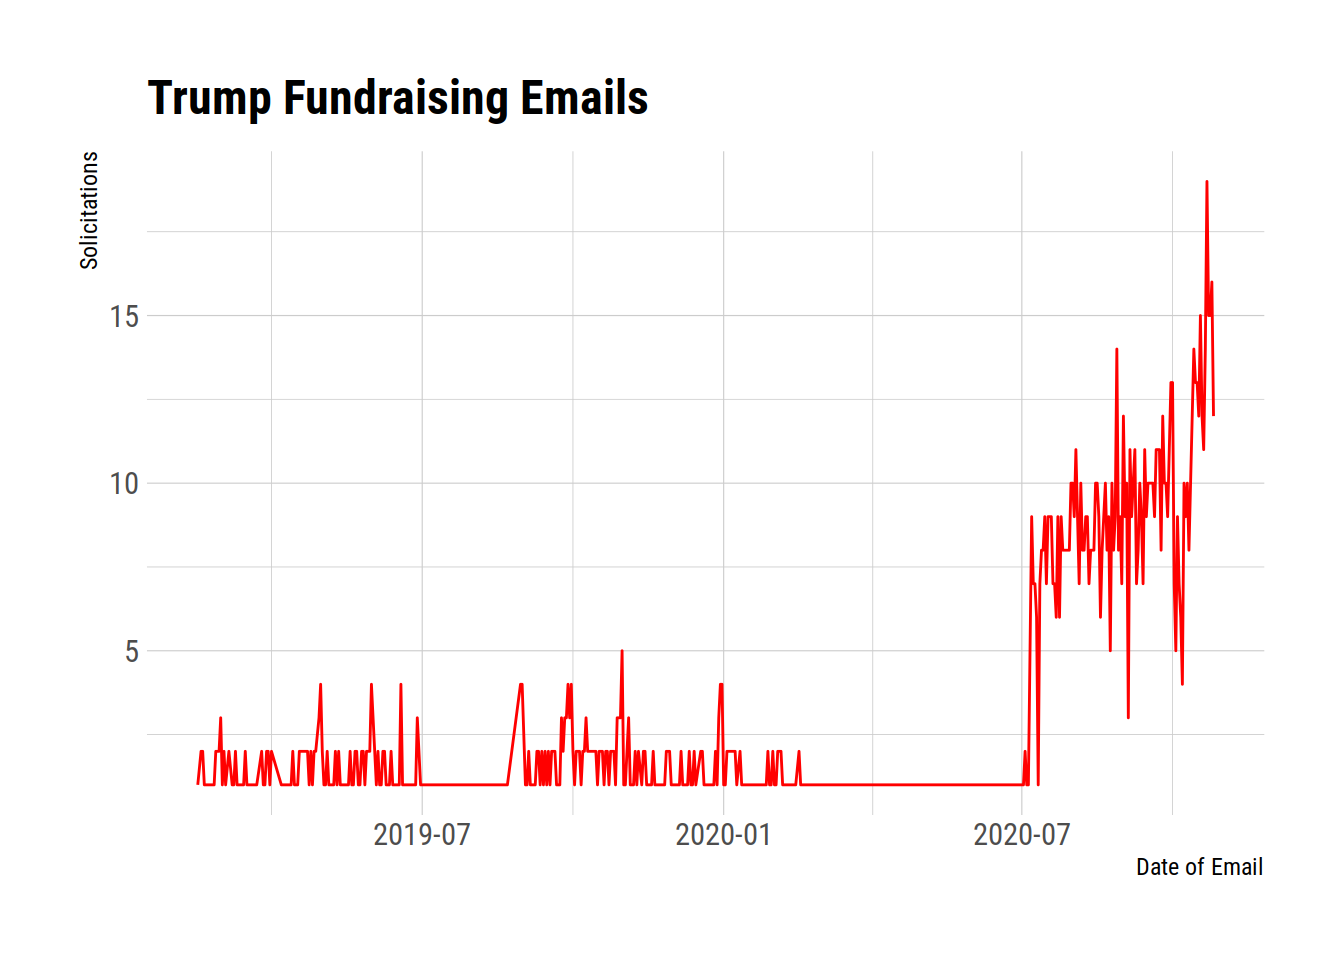 Trump Fundraising Emails
Solicitations
15
10
5
2019-07
2020-01
2020-07
Date of Email